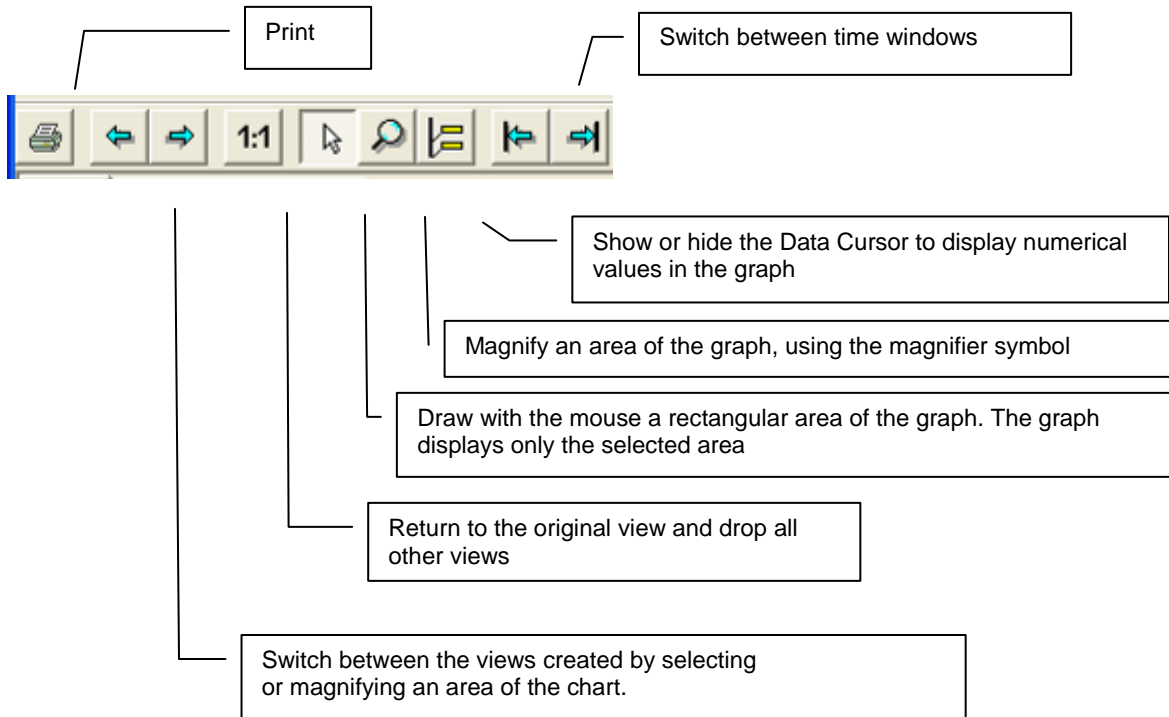 Print
Switch between time windows
1:1
Show or hide the Data Cursor to display numerical
values in the graph
Magnify an area of the graph, using the magnifier symbol
Draw with the mouse a rectangular area of the graph. The graph
displays only the selected area
Return to the original view and drop all
other views
Switch between the views created by selecting
or magnifying an area of the chart.